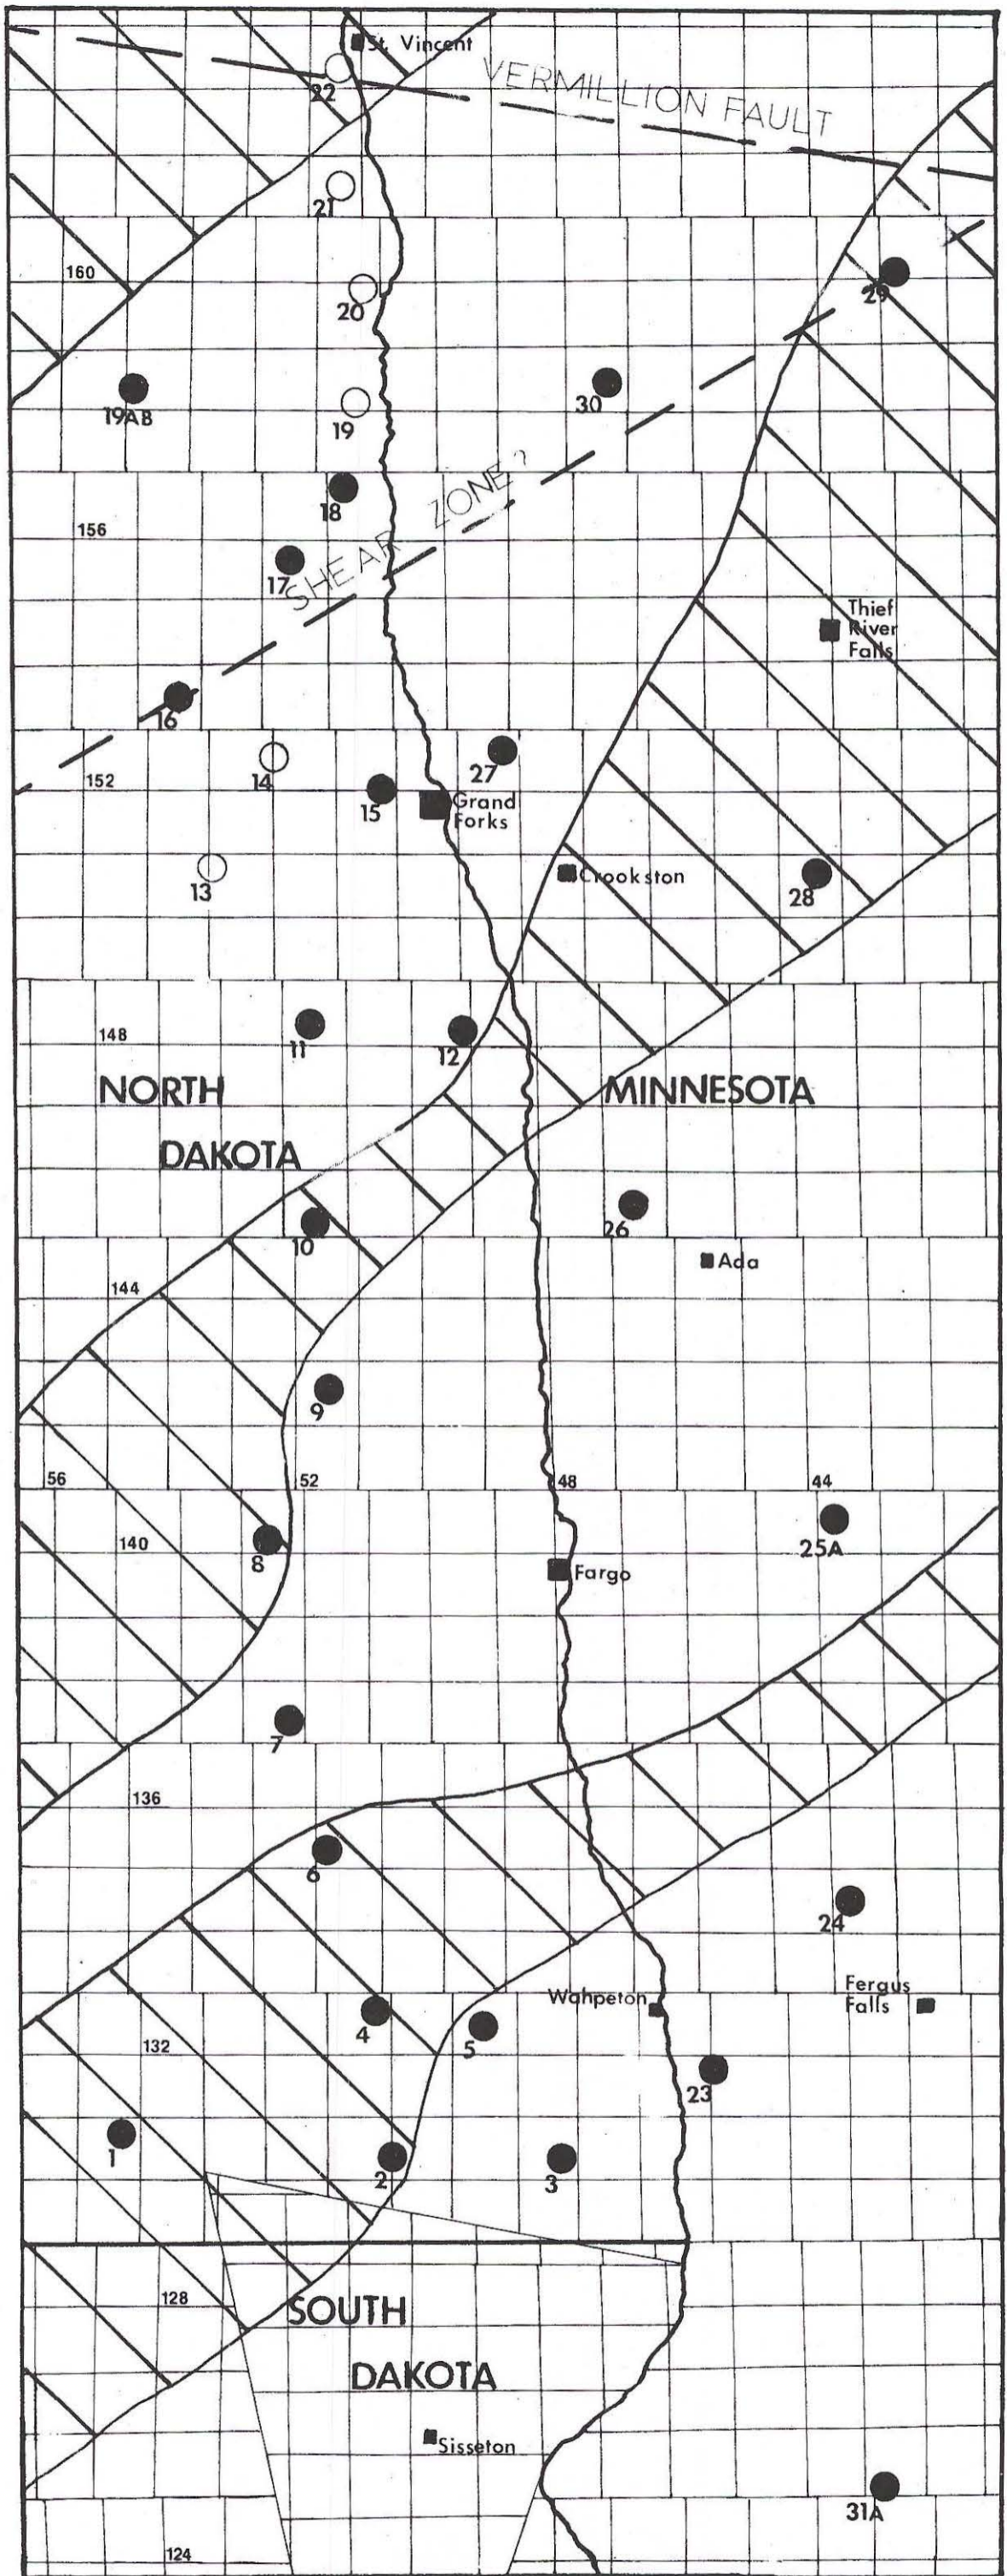 St. Vincent
22
VERMILLION FAULT
21
160
20
29
19AB
19
30
18
SHEAR ZONE ?
156
17
Thief
River
Falls
16
152
14
27
15
Grand
Forks
13
Crookston
28
148
11
12
NORTH
DAKOTA
MINNESOTA
10
26
Ada
144
9
56
52
48
44
140
8
25A
Fargo
7
136
6
24
Wahpeton
Fergus
Falls
4
5
132
23
1
2
3
128
SOUTH
DAKOTA
Sisseton
31A
124